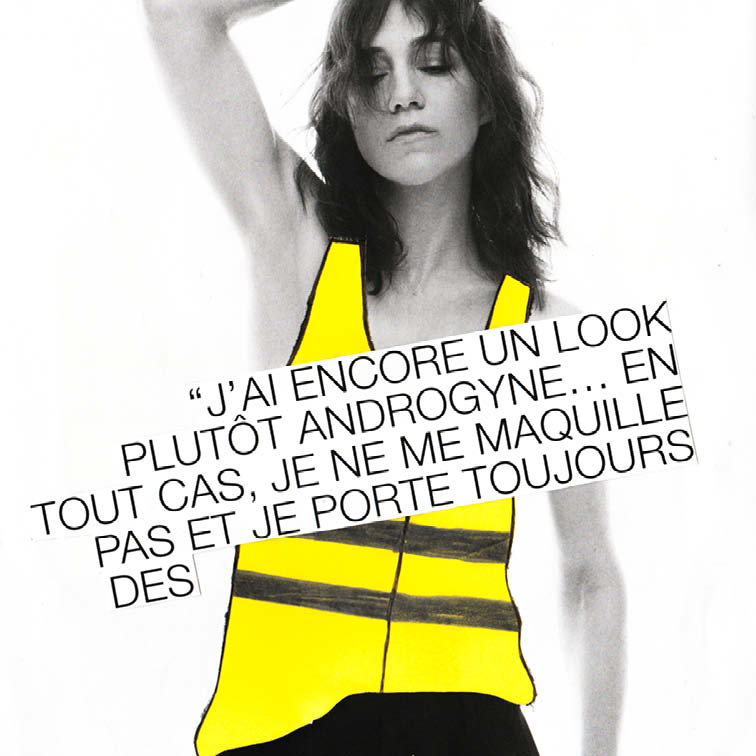 “J’AI ENCORE UN LOOK
PLUTÔT ANDROGYNE... EN
TOUT CAS, JE NE ME MAQUILLE
PAS ET JE PORTE TOUJOURS
DES